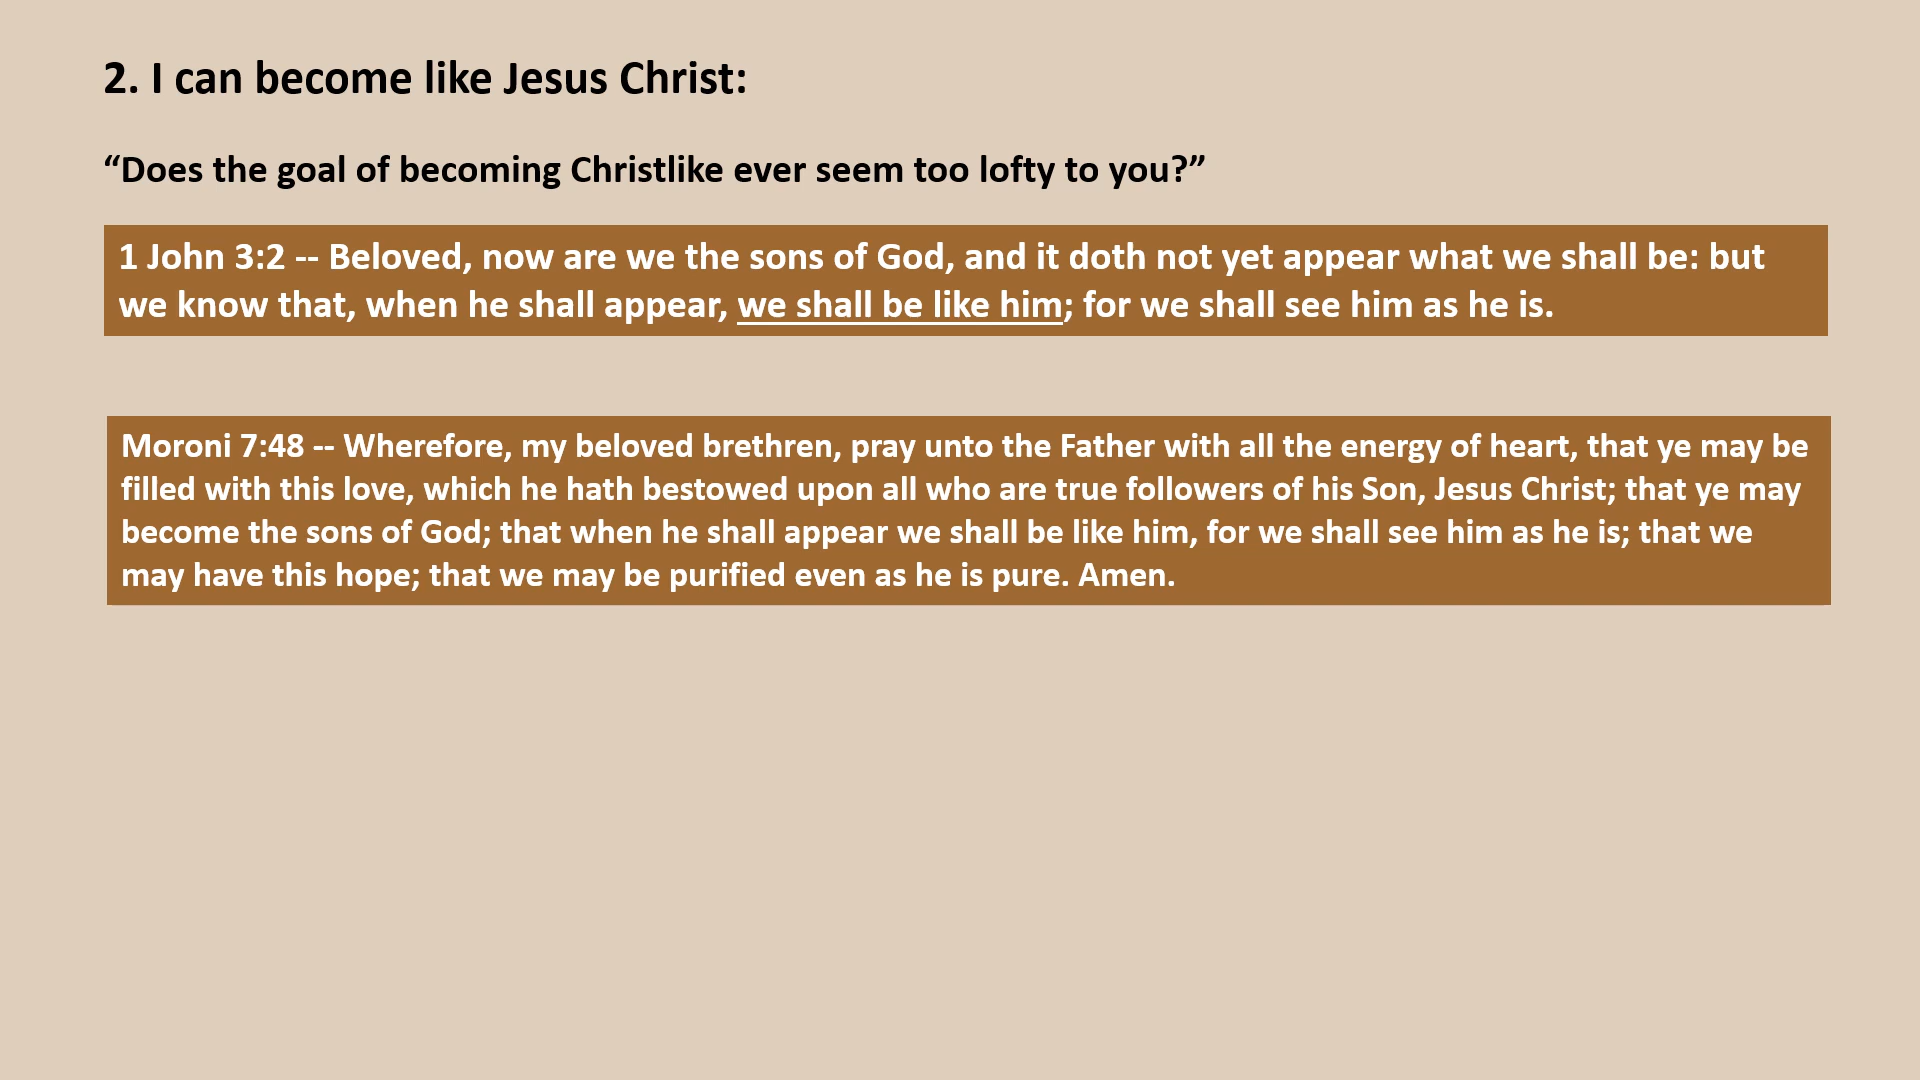 2. I can become like Jesus Christ:
“Does the goal of becoming Christlike ever seem too lofty to you?”
1 John 3:2 -- Beloved, now are we the sons of God, and it doth not yet appear what we shall be: but
we know that, when he shall appear, we shall be like him; for we shall see him as he is.
Moroni 7:48 -- Wherefore, my beloved brethren, pray unto the Father with all the energy of heart, that ye may be
filled with this love, which he hath bestowed upon all who are true followers of his Son, Jesus Christ; that ye may
become the sons of God; that when he shall appear we shall be like him, for we shall see him as he is; that we
may have this hope; that we may be purified even as he is pure. Amen.